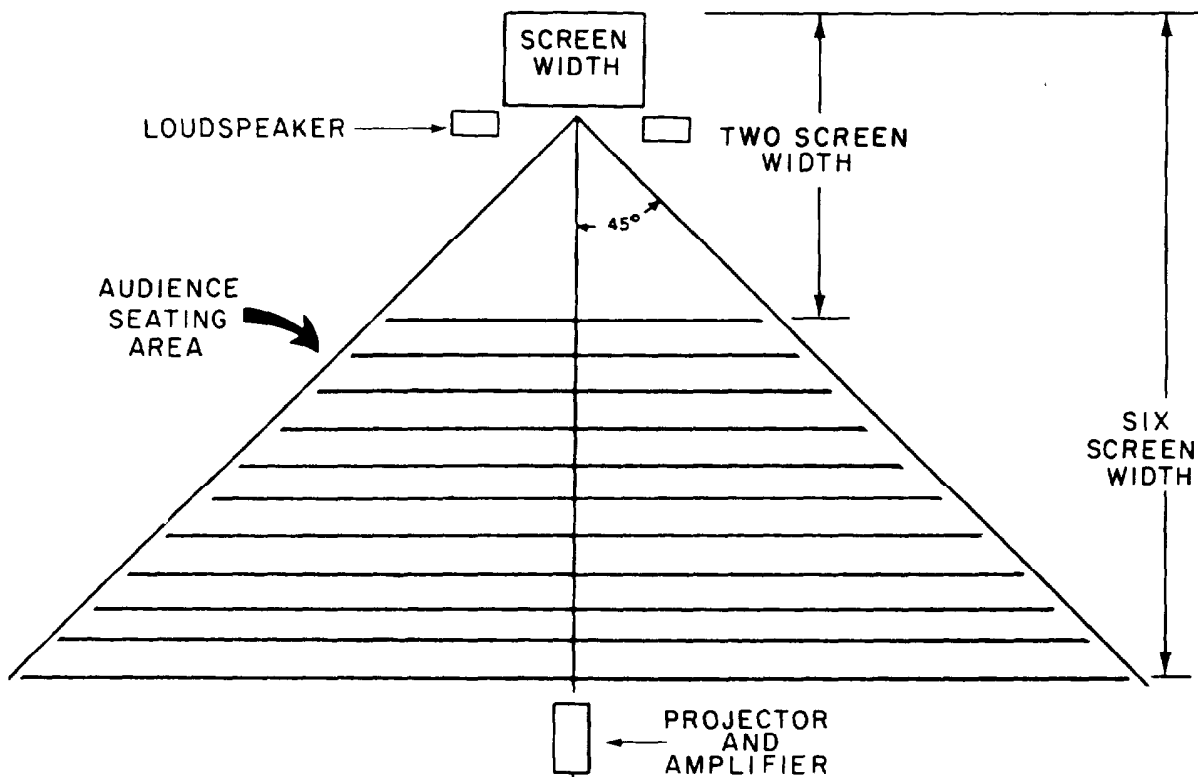 SCREEN
WIDTH
LOUDSPEAKER
TWO SCREEN
WIDTH
45°
AUDIENCE
SEATING
AREA
SIX
SCREEN
WIDTH
PROJECTOR
AND
AMPLIFIER